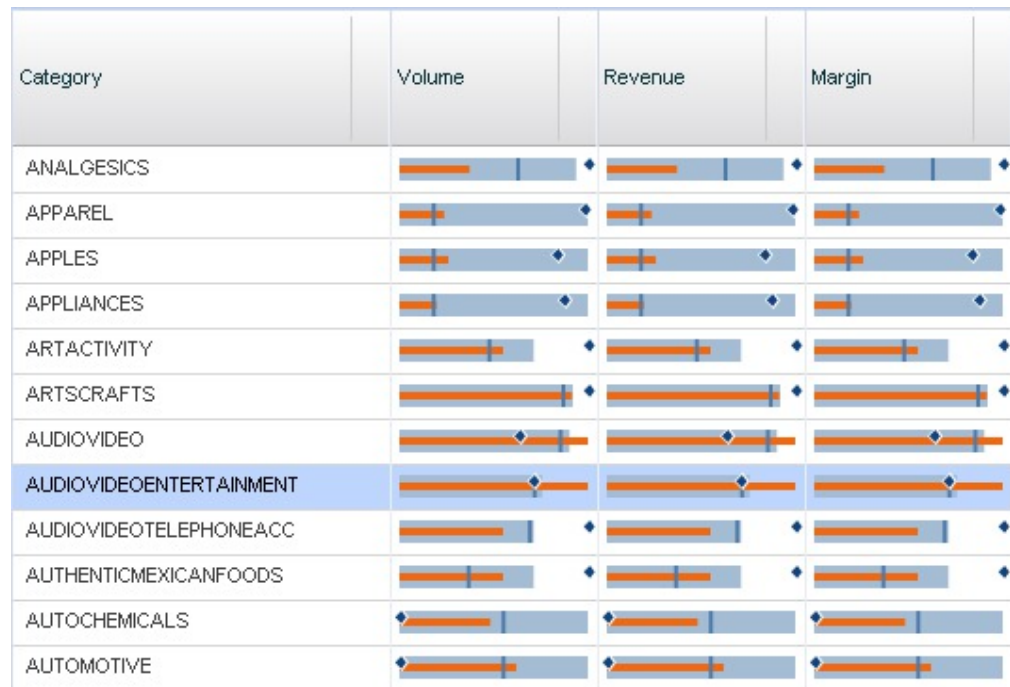 Category Volume Revenue Margin
ANALGESICS
APPAREL
APPLES
APPLIANCES
ARTACTIVITY
ARTSCRAFTS
AUDIOVIDEO
AUDIOVIDEOENTERTAINMENT
AUDIOVIDEOTELEPHONEACC
AUTHENTICMEXICANFOODS
AUTOCHEMICALS
AUTOMOTIVE